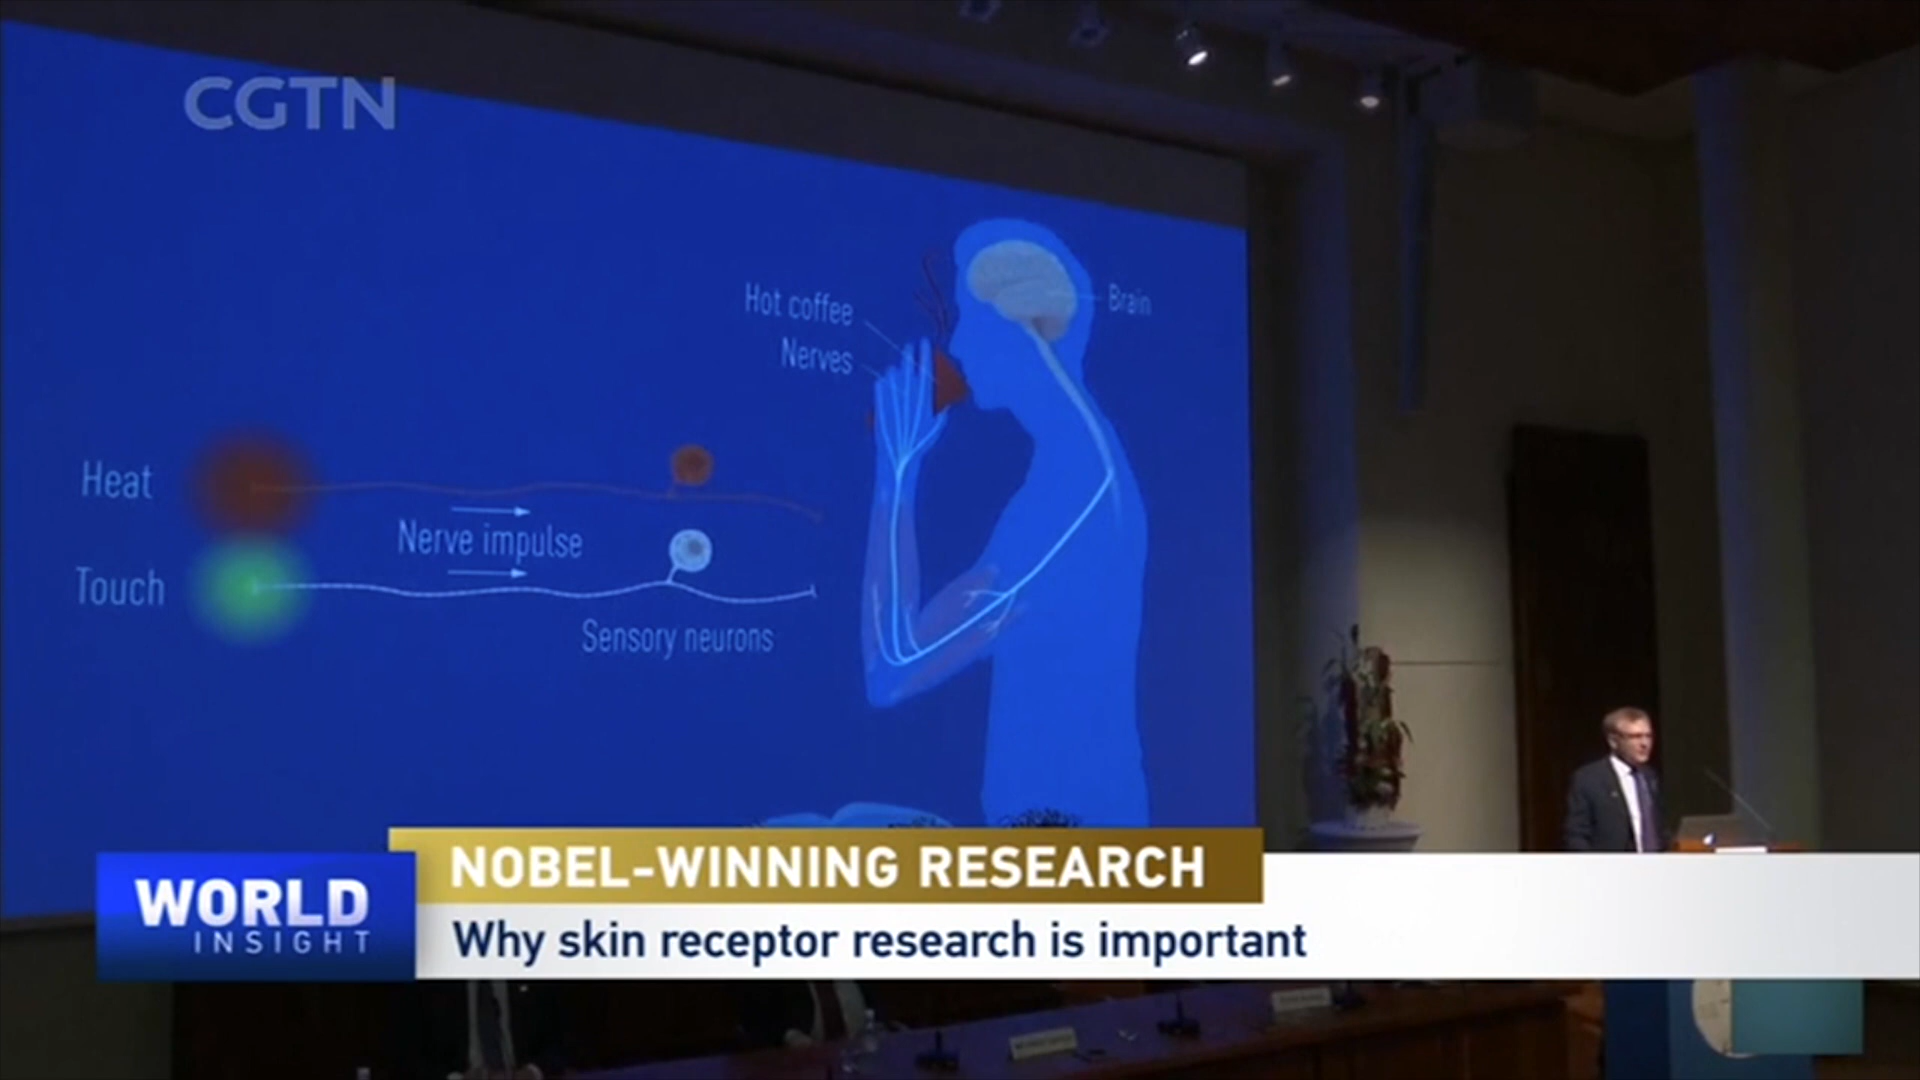 CGTN
Hot coffee
Brain
Nerves
Heat
Nerve impulse
Touch
Sensory neurons
NOBEL-WINNING RESEARCH
WORLD
INSIGHT
Why skin receptor research is important